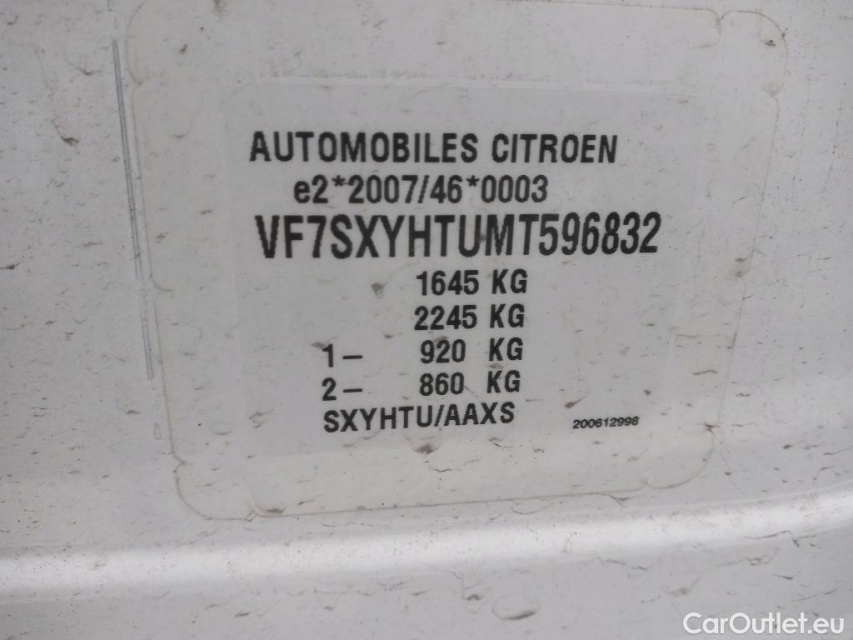 AUTOMOBILES CITROEN
e2*2007/46*0003
VF7SXYHTUMT596832
1645 KG
2245 KG
1– 920 KG
2– 860 KG
SXYHTU/AAXS
200612998
CarOutlet.eu